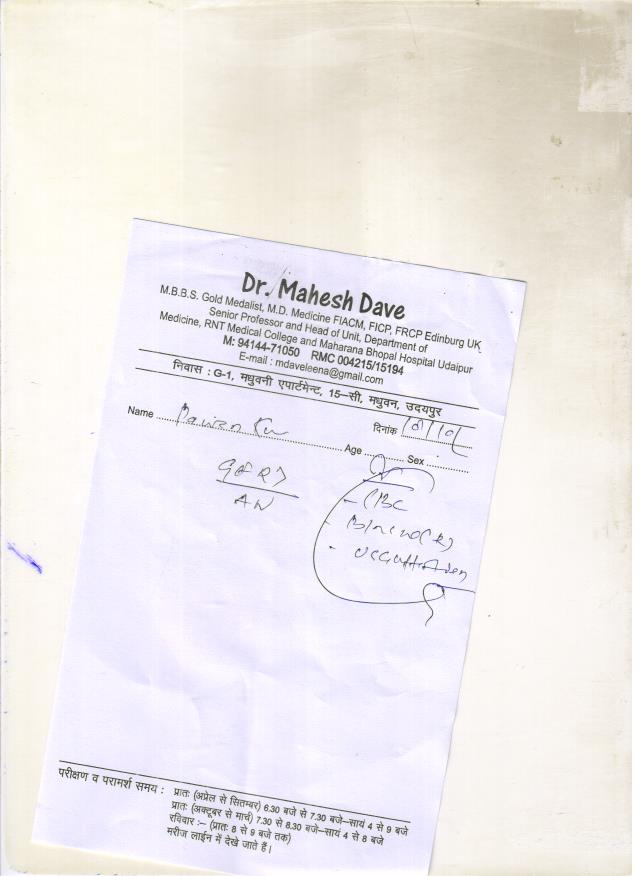 Dr. Mahesh Dave
M.B.B.S. Gold Medalist, M.D. Medicine FIACM, FICP, FRCP Edinburg UK
Senior Professor and Head of Unit, Department of
Medicine, RNT Medical College and Maharana Bhopal Hospital Udaipur
M: 94144-71050 RMC 004215/15194
E-mail : mdaveleena@gmail.com
निवास : G-1, मधुवनी एपार्टमेन्ट, 15–सी, मधुवन, उदयपुर
Name
दिनांक
Age Sex
GERD
CBC
परीक्षण व परामर्श समय : प्रातः (अप्रेल से सितम्बर) 6.30 बजे से 7.30 बजे–सायं 4 से 9 बजे
प्रातः (अक्टूबर से मार्च) 7.30 से 8.30 बजे–सायं 4 से 8 बजे
रविवार :– (प्रातः 8 से 9 बजे तक)
मरीज लाईन में देखे जाते हैं।